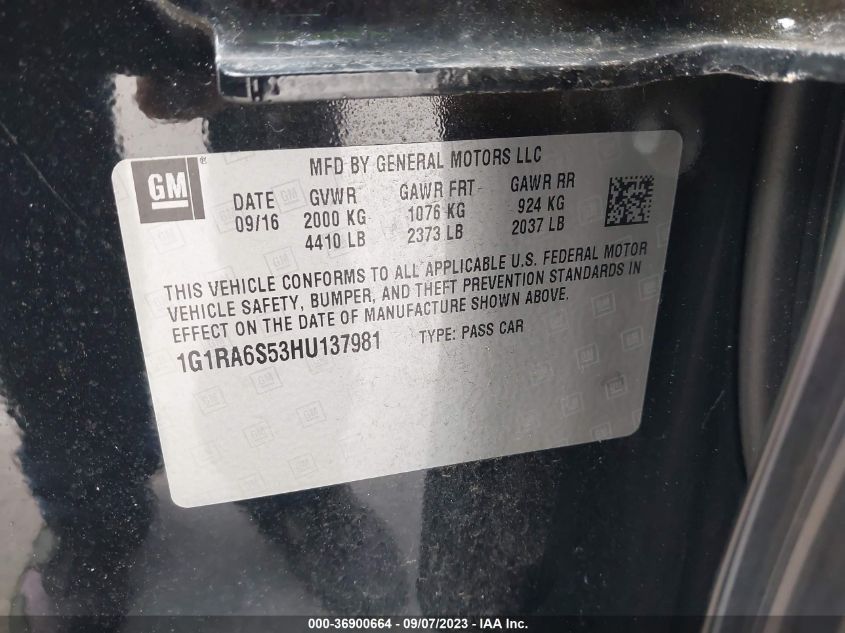 GM ®
MFD BY GENERAL MOTORS LLC
DATE GVWR GAWR FRT GAWR RR
09/16 2000 KG 1076 KG 924 KG
4410 LB 2373 LB 2037 LB
THIS VEHICLE CONFORMS TO ALL APPLICABLE U.S. FEDERAL MOTOR
VEHICLE SAFETY, BUMPER, AND THEFT PREVENTION STANDARDS IN
EFFECT ON THE DATE OF MANUFACTURE SHOWN ABOVE.
1G1RA6S53HU137981 TYPE: PASS CAR
000-36900664 - 09/07/2023 - IAA Inc.